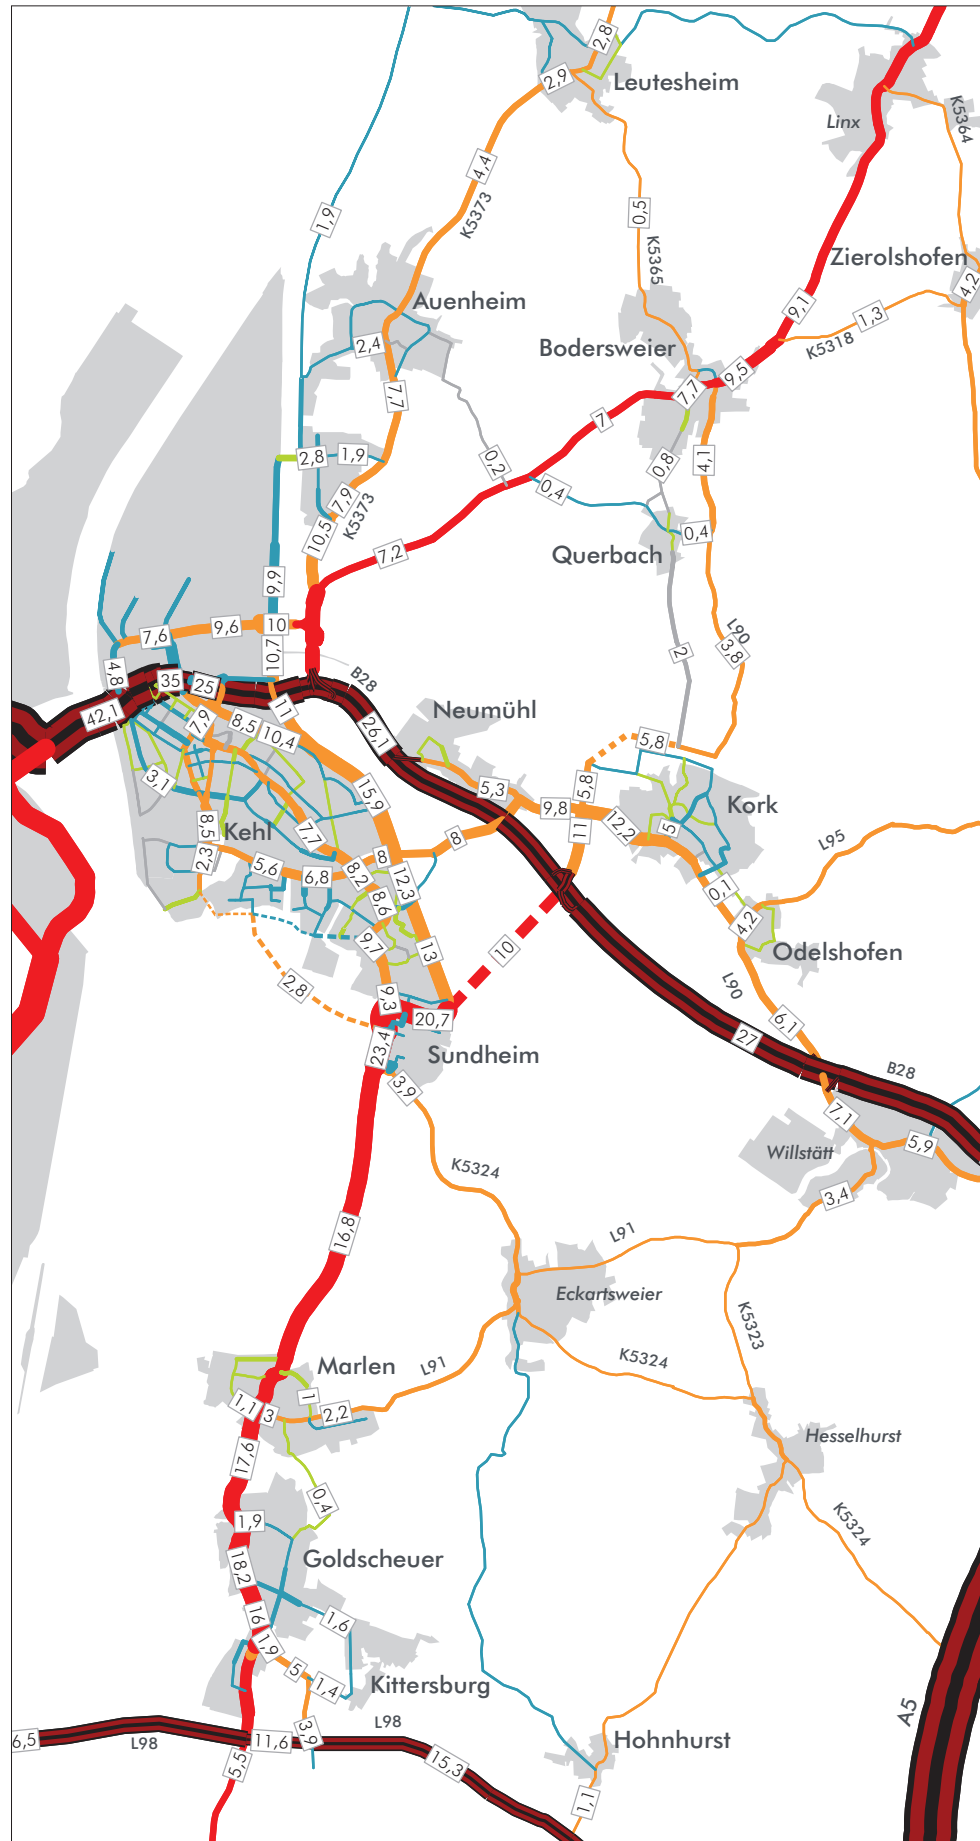 2,8
2,9
Leutesheim
Linx
K5364
4,4
K5373
1,9
0,5
K5365
Zierolshofen
4,2
Auenheim
9,1
1,3
K5318
2,4
Bodersweier
9,5
7,7
7,7
7
2,8
1,9
0,2
0,8
4,1
0,4
7,9
K5373
10,5
0,4
Querbach
7,2
9,9
7,6
9,6
10
L90
3,8
2
10,7
4,8
35
25
B28
11
42,1
7,9
8,5
10,4
26,1
Neumühl
5,8
3,1
15,9
5,3
5,8
9,8
Kork
8,5
Kehl
7,7
8
11
12,2
5
L95
2,3
5,6
6,8
8,2
8
12,3
8,6
0,1
4,2
9,7
13
10
Odelshofen
2,8
9,3
L90
20,7
6,1
23,4
Sundheim
27
B28
3,9
7,1
Willstätt
5,9
K5324
3,4
16,8
L91
Eckartsweier
K5323
Marlen
L91
K5324
1,1
3
1
2,2
Hesselhurst
17,6
0,4
1,9
K5324
Goldscheuer
18,2
16
1,6
1,9
5
1,4
Kittersburg
A5
6,5
L98
11,6
3,9
L98
Hohnhurst
5,5
15,3
1,1